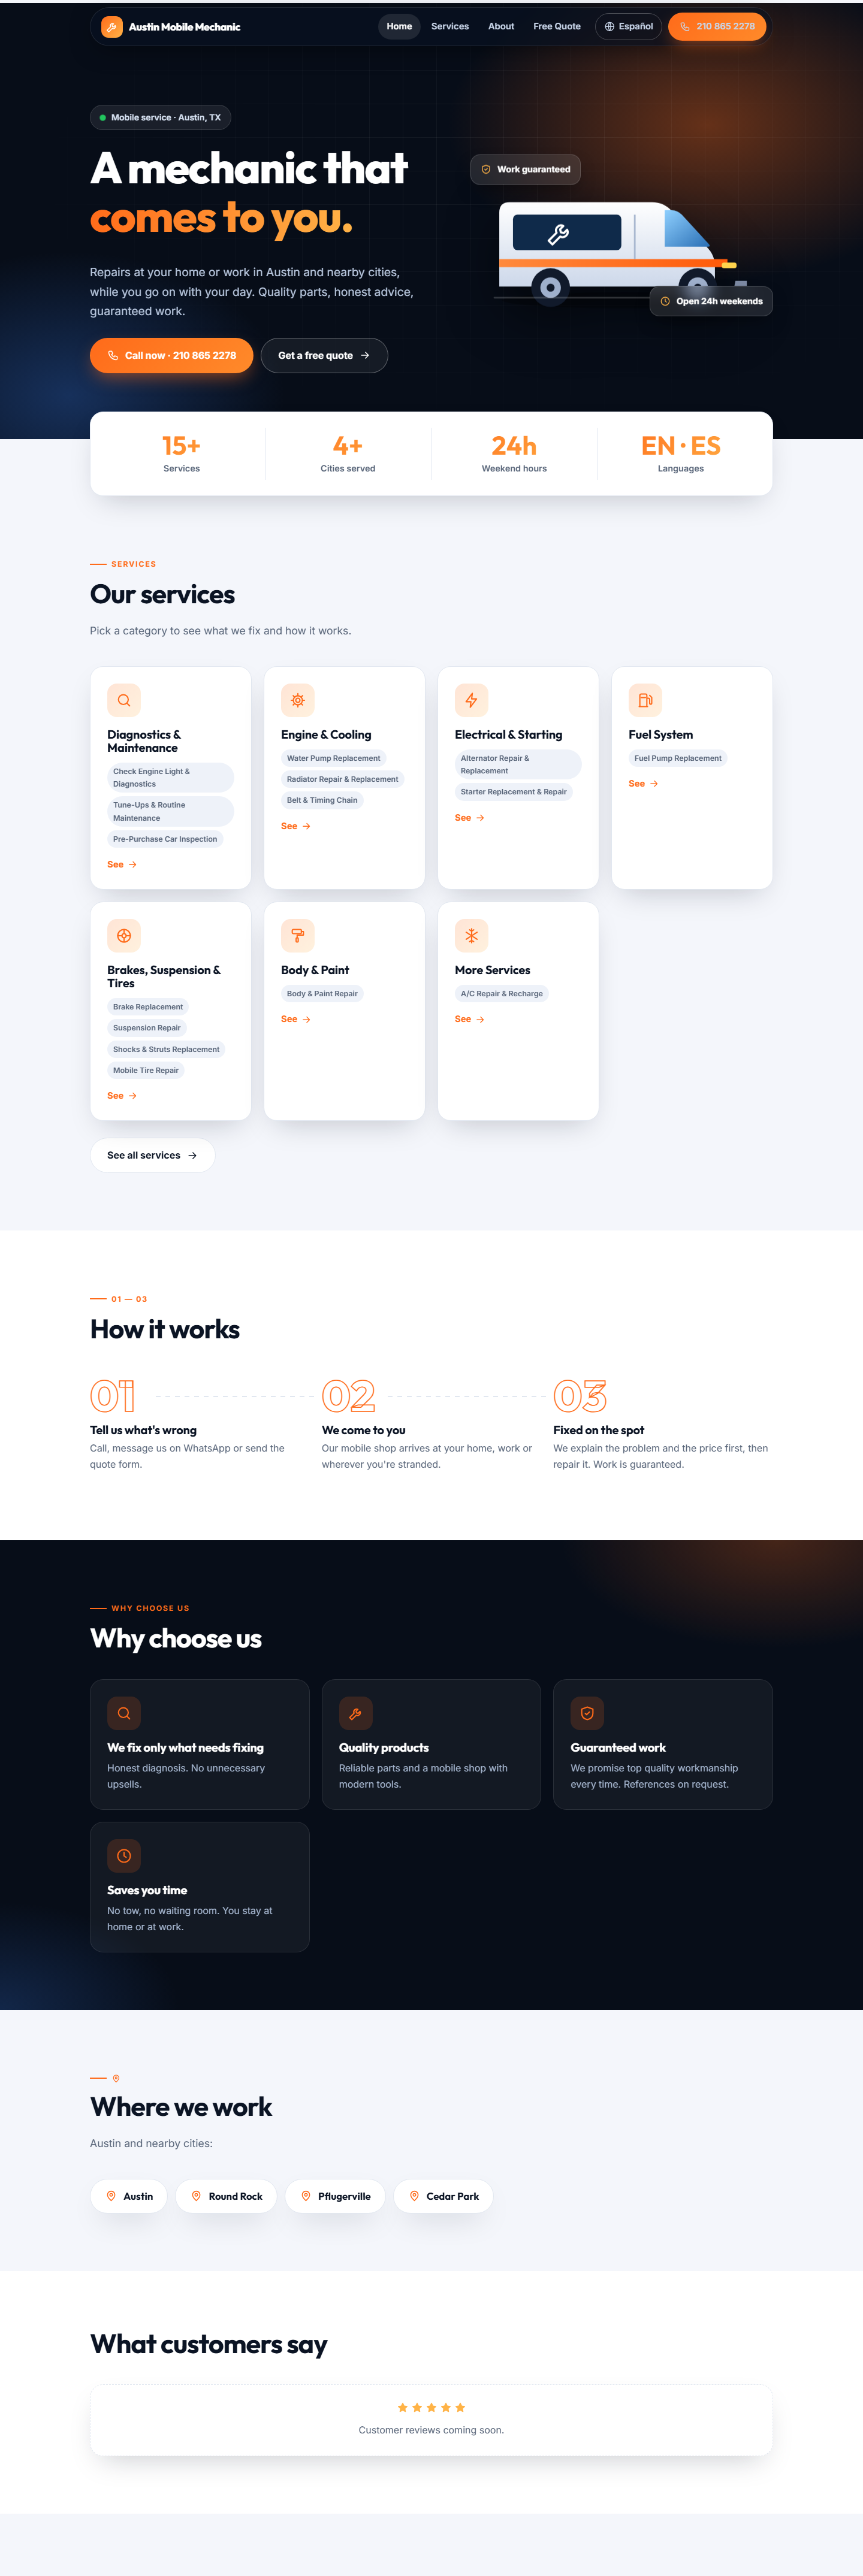 Austin Mobile Mechanic
Home
Services
About
Free Quote
Español
210 865 2278
Mobile service · Austin, TX
A mechanic that
comes to you.
Repairs at your home or work in Austin and nearby cities,
while you go on with your day. Quality parts, honest advice,
guaranteed work.
Call now · 210 865 2278
Get a free quote
Work guaranteed
Open 24h weekends
15+
Services
4+
Cities served
24h
Weekend hours
EN · ES
Languages
SERVICES
Our services
Pick a category to see what we fix and how it works.
Diagnostics &
Maintenance
Check Engine Light &
Diagnostics
Tune-Ups & Routine
Maintenance
Pre-Purchase Car Inspection
See
Engine & Cooling
Water Pump Replacement
Radiator Repair & Replacement
Belt & Timing Chain
See
Electrical & Starting
Alternator Repair &
Replacement
Starter Replacement & Repair
See
Fuel System
Fuel Pump Replacement
See
Brakes, Suspension &
Tires
Brake Replacement
Suspension Repair
Shocks & Struts Replacement
Mobile Tire Repair
See
Body & Paint
Body & Paint Repair
See
More Services
A/C Repair & Recharge
See
See all services
01 — 03
How it works
01
Tell us what's wrong
Call, message us on WhatsApp or send the
quote form.
02
We come to you
Our mobile shop arrives at your home, work or
wherever you're stranded.
03
Fixed on the spot
We explain the problem and the price first, then
repair it. Work is guaranteed.
WHY CHOOSE US
Why choose us
We fix only what needs fixing
Honest diagnosis. No unnecessary
upsells.
Quality products
Reliable parts and a mobile shop with
modern tools.
Guaranteed work
We promise top quality workmanship
every time. References on request.
Saves you time
No tow, no waiting room. You stay at
home or at work.
Where we work
Austin and nearby cities:
Austin
Round Rock
Pflugerville
Cedar Park
What customers say
Customer reviews coming soon.